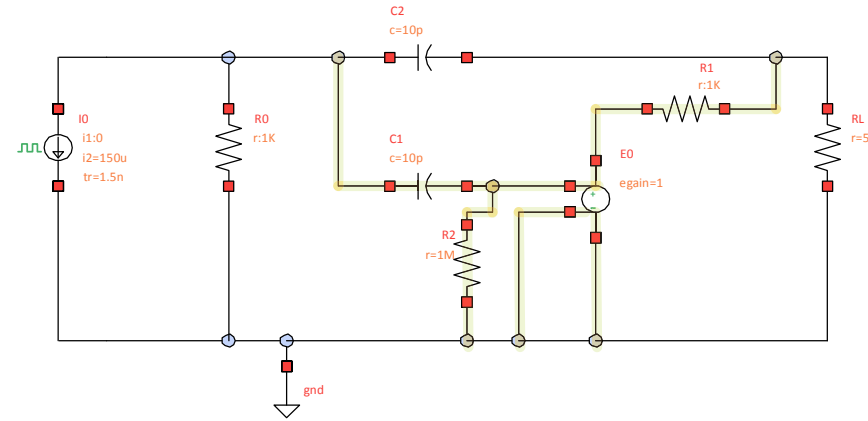 C2
c=10p
R1
r:1K
I0
i1:0
i2=150u
tr=1.5n
R0
r:1K
C1
c=10p
E0
egain=1
RL
r=5
R2
r=1M
gnd